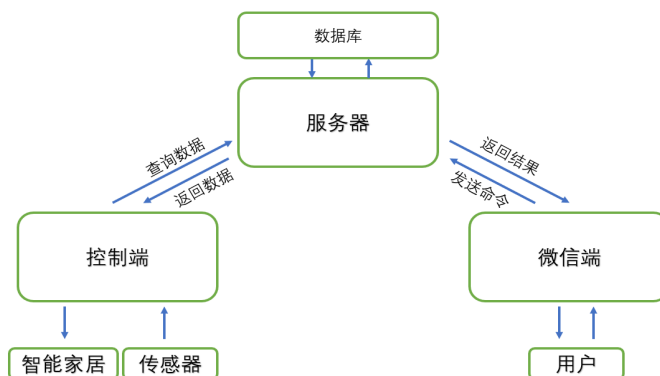 数据库
服务器
查询数据
返回数据
返回结果
发送命令
控制端
微信端
智能家居
传感器
用户